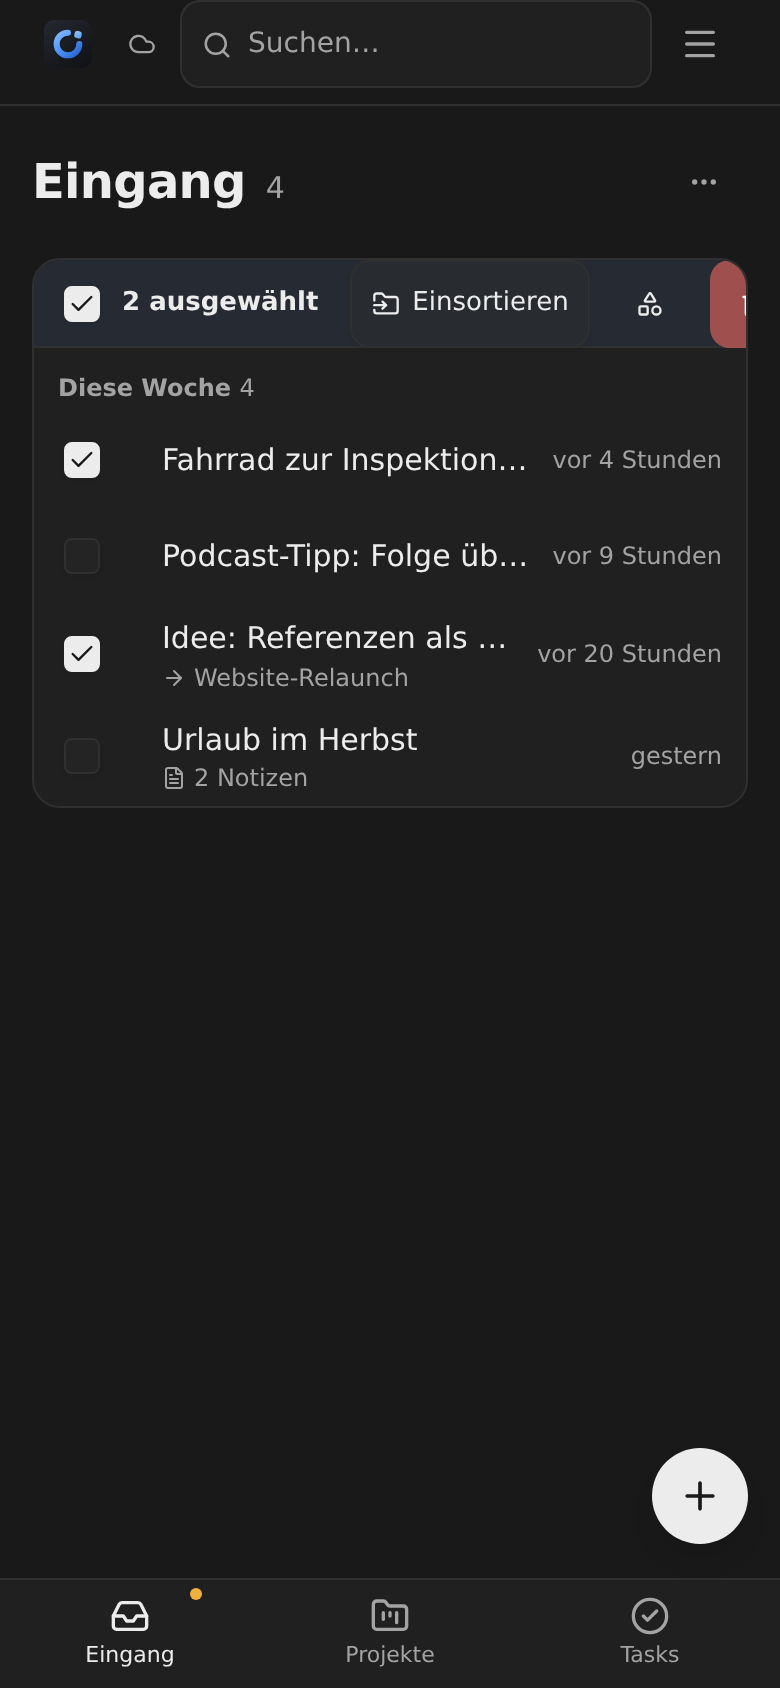 Suchen...
Eingang 4
2 ausgewählt Einsortieren
Diese Woche 4
Fahrrad zur Inspektion... vor 4 Stunden
Podcast-Tipp: Folge üb... vor 9 Stunden
Idee: Referenzen als ... vor 20 Stunden
Website-Relaunch
Urlaub im Herbst gestern
2 Notizen
Eingang Projekte Tasks